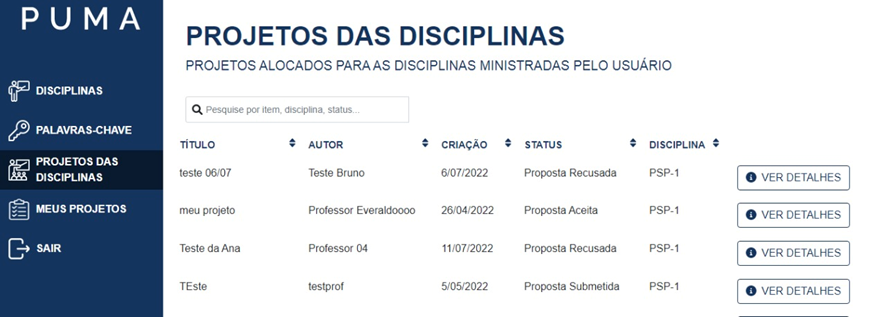 PUMA
DISCIPLINAS
PALAVRAS-CHAVE
PROJETOS DAS
DISCIPLINAS
MEUS PROJETOS
SAIR
PROJETOS DAS DISCIPLINAS
PROJETOS ALOCADOS PARA AS DISCIPLINAS MINISTRADAS PELO USUÁRIO
Pesquise por item, disciplina, status...
TÍTULO AUTOR CRIAÇÃO STATUS DISCIPLINA
teste 06/07 Teste Bruno 6/07/2022 Proposta Recusada PSP-1 VER DETALHES
meu projeto Professor Everaldoooo 26/04/2022 Proposta Aceita PSP-1 VER DETALHES
Teste da Ana Professor 04 11/07/2022 Proposta Recusada PSP-1 VER DETALHES
TEste testprof 5/05/2022 Proposta Submetida PSP-1 VER DETALHES